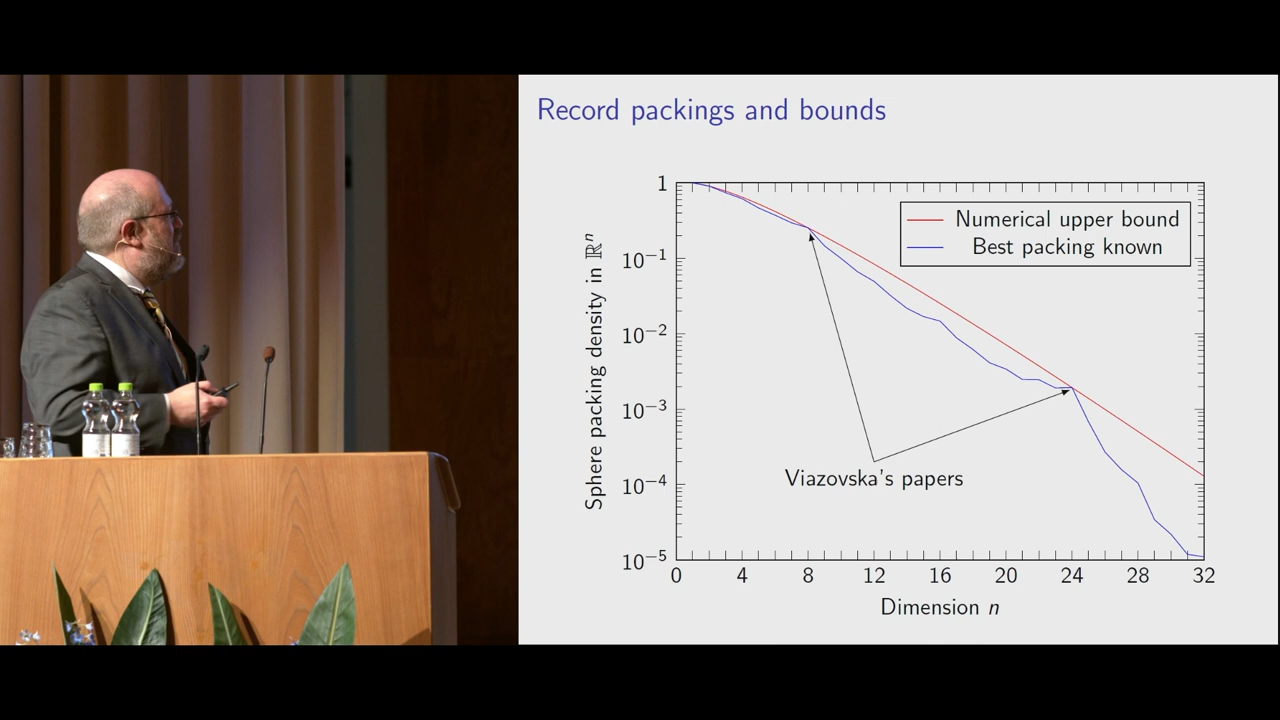 Record packings and bounds
Sphere packing density in ℝⁿ
1
10⁻¹
10⁻²
10⁻³
10⁻⁴
10⁻⁵
Numerical upper bound
Best packing known
Viazovska's papers
0 4 8 12 16 20 24 28 32
Dimension n